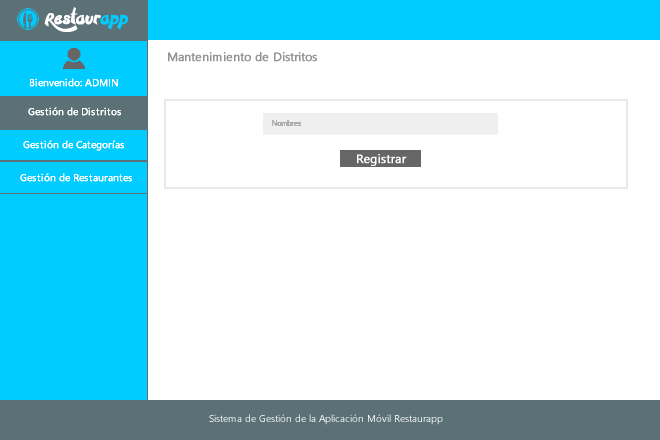 Restaurapp
Bienvenido: ADMIN
Gestión de Distritos
Gestión de Categorías
Gestión de Restaurantes
Mantenimiento de Distritos
Nombres
Registrar
Sistema de Gestión de la Aplicación Móvil Restaurapp